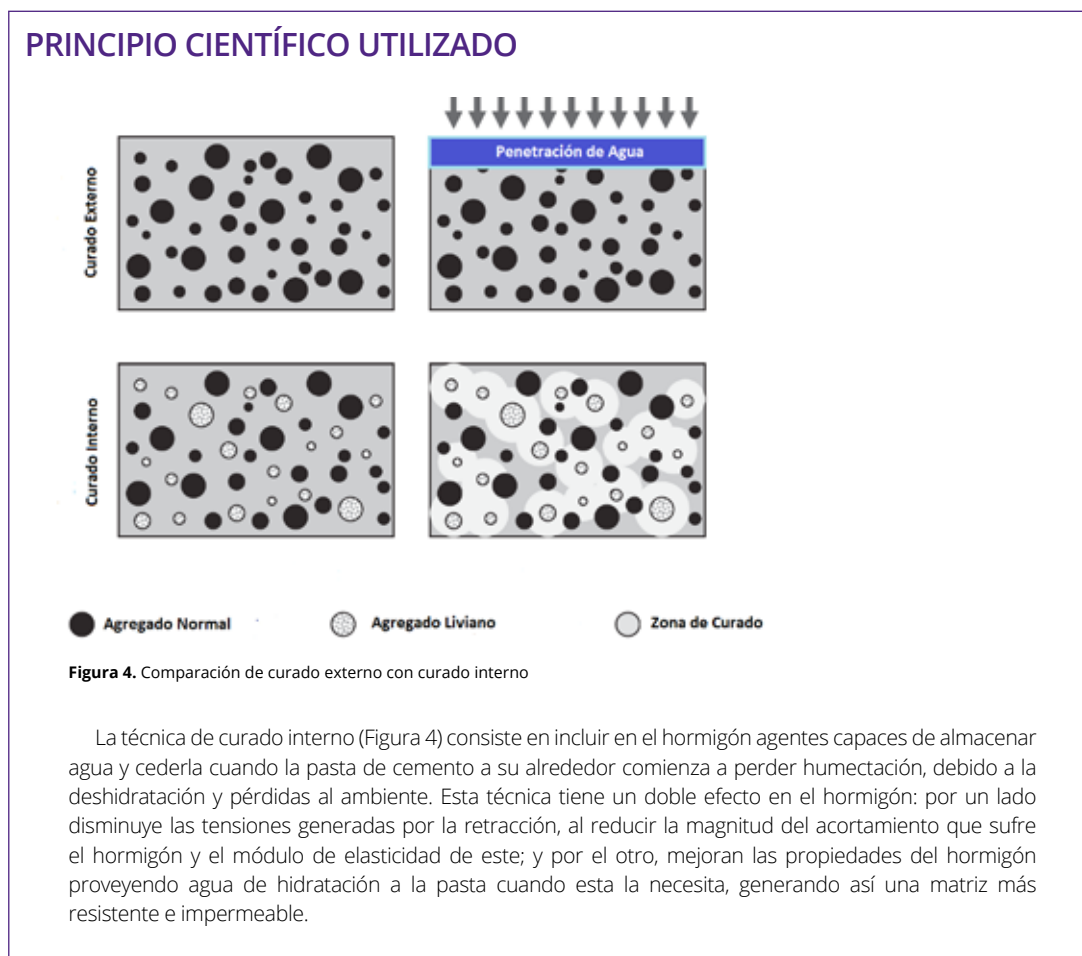 PRINCIPIO CIENTÍFICO UTILIZADO
Curado Externo
Penetración de Agua
Curado Interno
Agregado Normal
Agregado Liviano
Zona de Curado
Figura 4. Comparación de curado externo con curado interno
La técnica de curado interno (Figura 4) consiste en incluir en el hormigón agentes capaces de almacenar
agua y cederla cuando la pasta de cemento a su alrededor comienza a perder humectación, debido a la
deshidratación y pérdidas al ambiente. Esta técnica tiene un doble efecto en el hormigón: por un lado
disminuye las tensiones generadas por la retracción, al reducir la magnitud del acortamiento que sufre
el hormigón y el módulo de elasticidad de este; y por el otro, mejoran las propiedades del hormigón
proveyendo agua de hidratación a la pasta cuando esta la necesita, generando así una matriz más
resistente e impermeable.